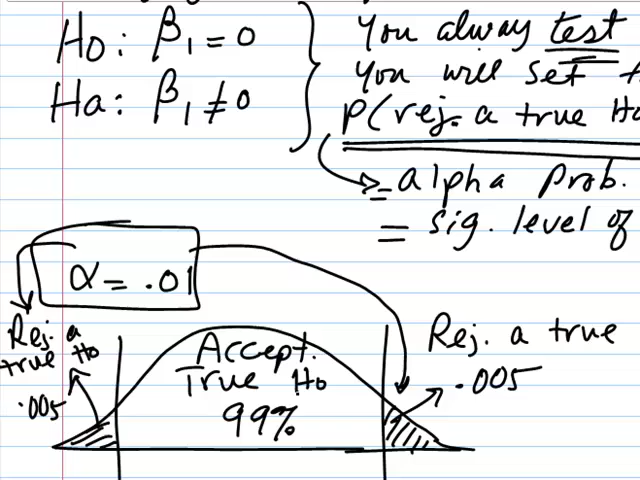 Ho: β₁ = 0
Ha: β₁ ≠ 0
You always test
You will set
P(rej. a true Ho
= alpha prob.
= sig. level of
α = .01
Rej. a
true Ho
.005
Accept.
True Ho
99%
Rej. a true
.005